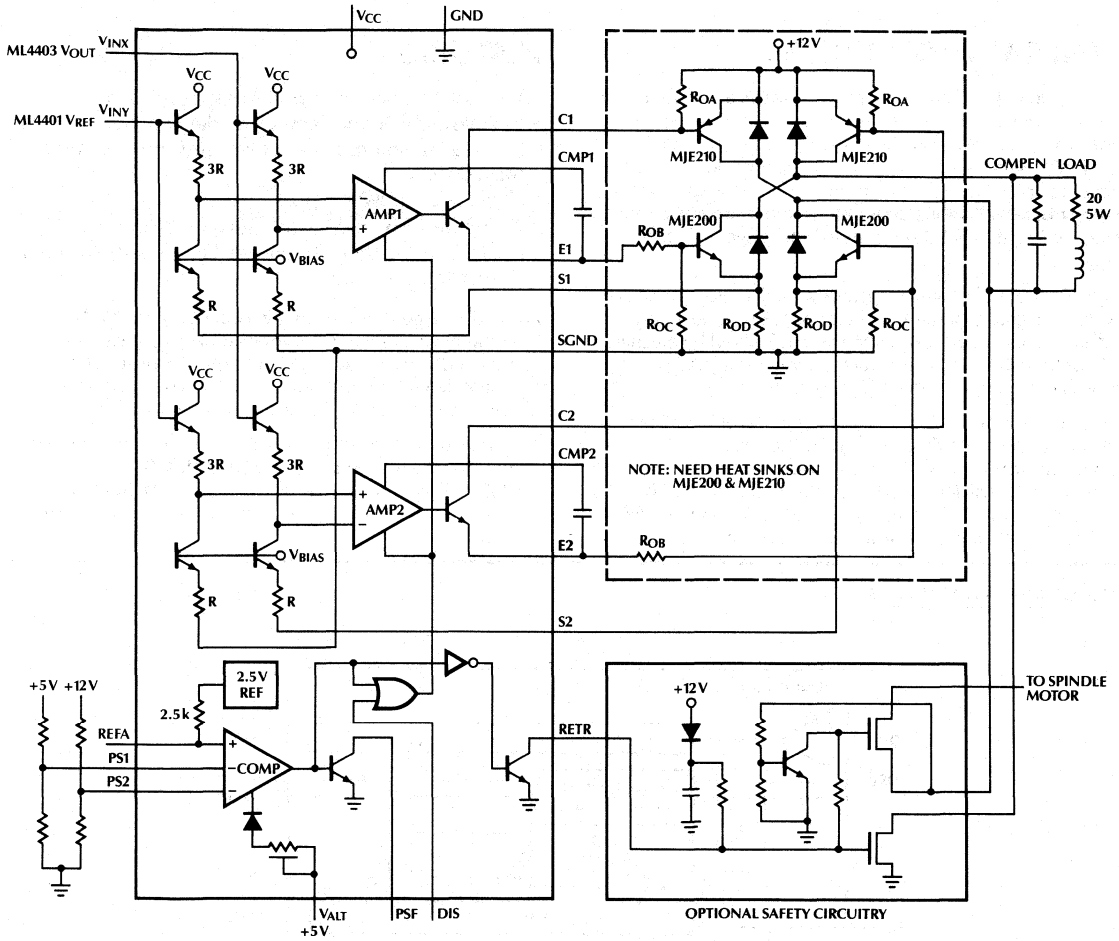 VCC
GND
ML4403 VOUT
VINX
ML4401 VREF
VINY
VCC
VCC
3R
3R
AMP1
−
+
VBIAS
R
R
C1
CMP1
E1
S1
SGND
+12V
ROA
ROA
MJE210
MJE210
MJE200
MJE200
ROB
ROC
ROD
ROD
ROC
COMPEN
LOAD
20
5W
VCC
VCC
3R
3R
+
−
AMP2
VBIAS
R
R
C2
CMP2
E2
S2
NOTE: NEED HEAT SINKS ON
MJE200 & MJE210
ROB
+5V
+12V
2.5V
REF
2.5k
REFA
PS1
PS2
+
−
−
COMP
RETR
+12V
TO SPINDLE
MOTOR
VALT
+5V
PSF
DIS
OPTIONAL SAFETY CIRCUITRY